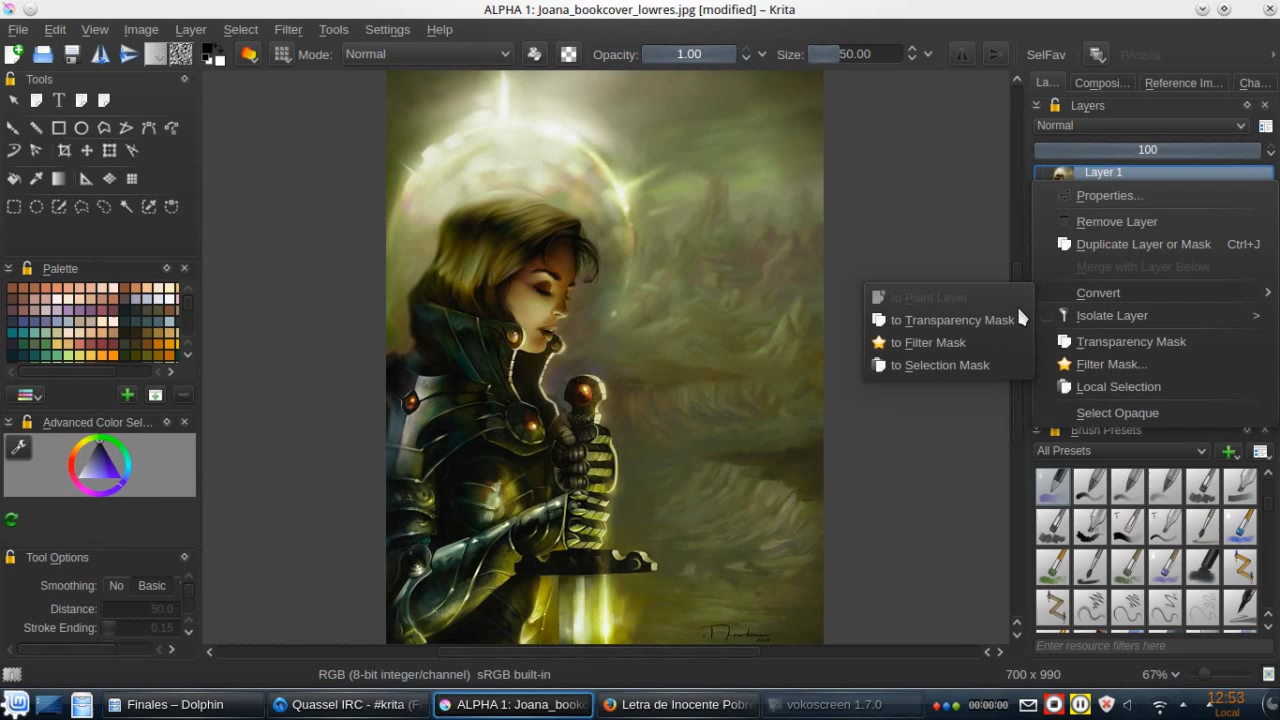 ALPHA 1: Joana_bookcover_lowres.jpg [modified] – Krita
File Edit View Image Layer Select Filter Tools Settings Help
Mode: Normal Opacity: 1.00 Size: 50.00 SelFav PAsaist
Tools
La... Composi... Reference Im... Cha...
Layers
Normal
100
Layer 1
Properties...
Remove Layer
Duplicate Layer or Mask Ctrl+J
Merge with Layer Below
Convert >
Isolate Layer >
Transparency Mask
Filter Mask...
Local Selection
Select Opaque
to Paint Layer
to Transparency Mask
to Filter Mask
to Selection Mask
Palette
Advanced Color Sel...
Tool Options
Smoothing: No Basic
Distance: 50.0
Stroke Ending: 0.15
Brush Presets
All Presets
Enter resource filters here
RGB (8-bit integer/channel) sRGB built-in 700 x 990 67%
Finales – Dolphin Quassel IRC - #krita (F ALPHA 1: Joana_bookc Letra de Inocente Pobr vokoscreen 1.7.0 00:00:00 12:53
Local